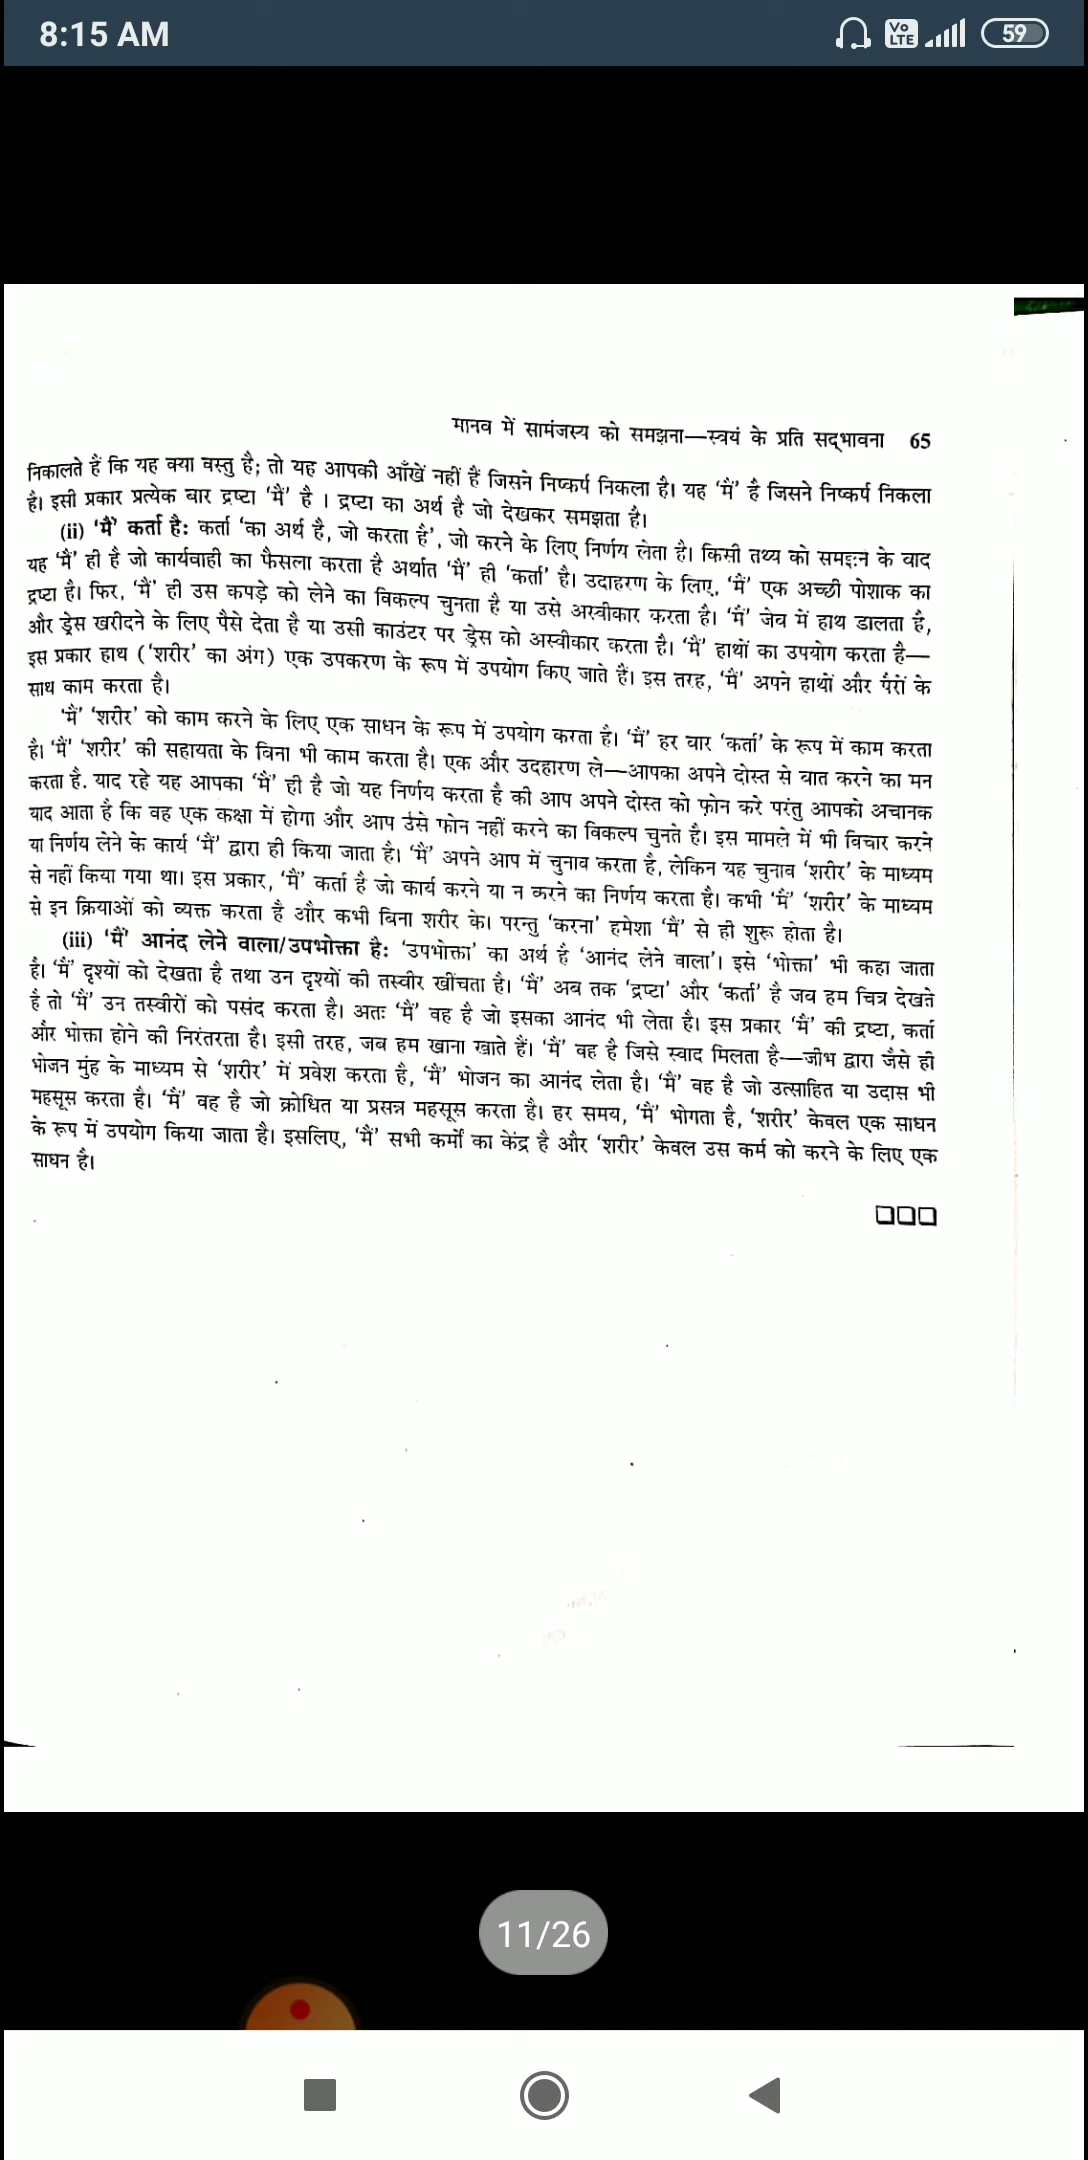 8:15 AM
Vo LTE
59
मानव में सामंजस्य को समझना—स्वयं के प्रति सद्भावना 65
निकालते हैं कि यह क्या वस्तु है; तो यह आपकी आँखें नहीं हैं जिसने निष्कर्ष निकला है। यह ‘मैं’ है जिसने निष्कर्ष निकला
है। इसी प्रकार प्रत्येक बार द्रष्टा ‘मैं’ है । द्रष्टा का अर्थ है जो देखकर समझता है।
(ii) ‘मैं’ कर्ता है: कर्ता ‘का अर्थ है, जो करता है’, जो करने के लिए निर्णय लेता है। किसी तथ्य को समझने के बाद
यह ‘मैं’ ही है जो कार्यवाही का फैसला करता है अर्थात ‘मैं’ ही ‘कर्ता’ है। उदाहरण के लिए, ‘मैं’ एक अच्छी पोशाक का
द्रष्टा है। फिर, ‘मैं’ ही उस कपड़े को लेने का विकल्प चुनता है या उसे अस्वीकार करता है। ‘मैं’ जेब में हाथ डालता है,
और ड्रेस खरीदने के लिए पैसे देता है या उसी काउंटर पर ड्रेस को अस्वीकार करता है। ‘मैं’ हाथों का उपयोग करता है—
इस प्रकार हाथ (‘शरीर’ का अंग) एक उपकरण के रूप में उपयोग किए जाते हैं। इस तरह, ‘मैं’ अपने हाथों और पैरों के
साथ काम करता है।
‘मैं’ ‘शरीर’ को काम करने के लिए एक साधन के रूप में उपयोग करता है। ‘मैं’ हर बार ‘कर्ता’ के रूप में काम करता
है। ‘मैं’ ‘शरीर’ की सहायता के बिना भी काम करता है। एक और उदहारण ले—आपका अपने दोस्त से बात करने का मन
करता है. याद रहे यह आपका ‘मैं’ ही है जो यह निर्णय करता है की आप अपने दोस्त को फ़ोन करे परंतु आपको अचानक
याद आता है कि वह एक कक्षा में होगा और आप उसे फोन नहीं करने का विकल्प चुनते है। इस मामले में भी विचार करने
या निर्णय लेने के कार्य ‘मैं’ द्वारा ही किया जाता है। ‘मैं’ अपने आप में चुनाव करता है, लेकिन यह चुनाव ‘शरीर’ के माध्यम
से नहीं किया गया था। इस प्रकार, ‘मैं’ कर्ता है जो कार्य करने या न करने का निर्णय करता है। कभी ‘मैं’ ‘शरीर’ के माध्यम
से इन क्रियाओं को व्यक्त करता है और कभी बिना शरीर के। परन्तु ‘करना’ हमेशा ‘मैं’ से ही शुरू होता है।
(iii) ‘मैं’ आनंद लेने वाला/उपभोक्ता है: ‘उपभोक्ता’ का अर्थ है ‘आनंद लेने वाला’। इसे ‘भोक्ता’ भी कहा जाता
है। ‘मैं’ दृश्यों को देखता है तथा उन दृश्यों की तस्वीर खींचता है। ‘मैं’ अब तक ‘द्रष्टा’ और ‘कर्ता’ है जब हम चित्र देखते
है तो ‘मैं’ उन तस्वीरों को पसंद करता है। अतः ‘मैं’ वह है जो इसका आनंद भी लेता है। इस प्रकार ‘मैं’ की द्रष्टा, कर्ता
और भोक्ता होने की निरंतरता है। इसी तरह, जब हम खाना खाते हैं। ‘मैं’ वह है जिसे स्वाद मिलता है—जीभ द्वारा जैसे ही
भोजन मुंह के माध्यम से ‘शरीर’ में प्रवेश करता है, ‘मैं’ भोजन का आनंद लेता है। ‘मैं’ वह है जो उत्साहित या उदास भी
महसूस करता है। ‘मैं’ वह है जो क्रोधित या प्रसन्न महसूस करता है। हर समय, ‘मैं’ भोगता है, ‘शरीर’ केवल एक साधन
के रूप में उपयोग किया जाता है। इसलिए, ‘मैं’ सभी कर्मों का केंद्र है और ‘शरीर’ केवल उस कर्म को करने के लिए एक
साधन है।
11/26